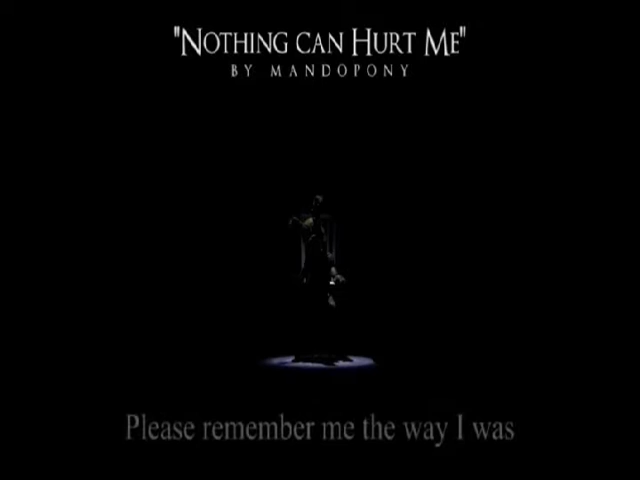 "NOTHING CAN HURT ME"
BY MANDOPONY
Please remember me the way I was